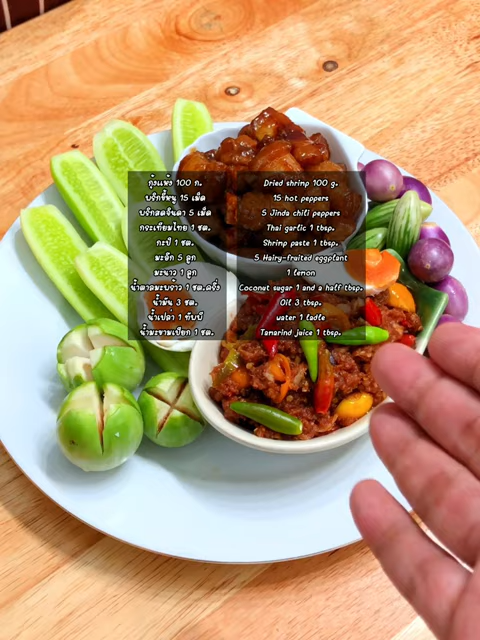 กุ้งแห้ง 100 ก.
พริกขี้หนู 15 เม็ด
พริกสดจินดา 5 เม็ด
กระเทียมไทย 1 ชต.
กะปิ 1 ชต.
มะอึก 5 ลูก
มะนาว 1 ลูก
น้ำตาลมะพร้าว 1 ชต.ครึ่ง
น้ำมัน 3 ชต.
น้ำเปล่า 1 ทัพพี
น้ำมะขามเปียก 1 ชต.
Dried shrimp 100 g.
15 hot peppers
5 Jinda chili peppers
Thai garlic 1 tbsp.
Shrimp paste 1 tbsp.
5 Hairy-fruited eggplant
1 lemon
Coconut sugar 1 and a half tbsp.
Oil 3 tbsp.
water 1 ladle
Tamarind juice 1 tbsp.